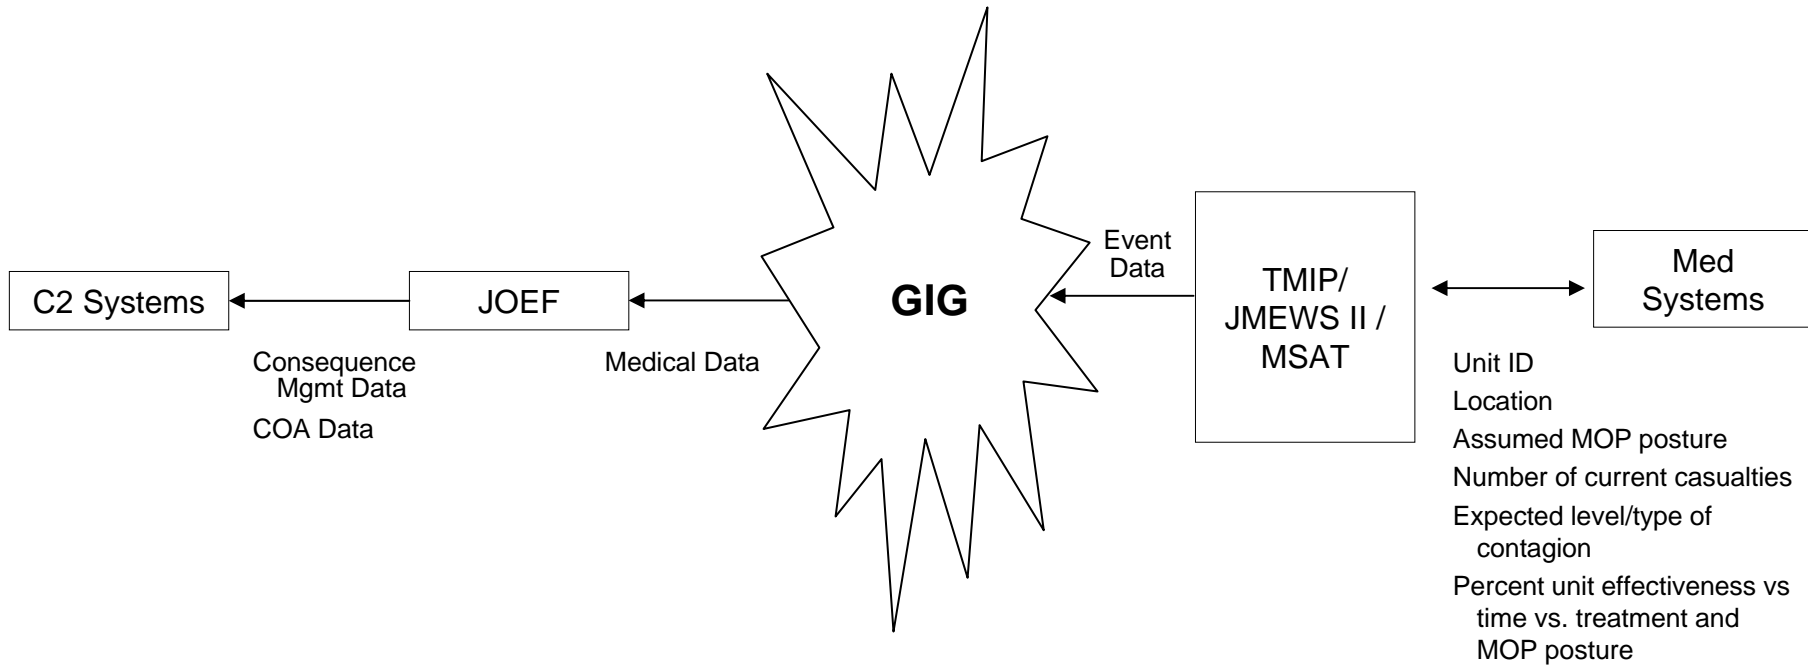 C2 Systems
Consequence
Mgmt Data
COA Data
JOEF
Medical Data
GIG
Event
Data
TMIP/
JMEWS II /
MSAT
Med
Systems
Unit ID
Location
Assumed MOP posture
Number of current casualties
Expected level/type of
contagion
Percent unit effectiveness vs
time vs. treatment and
MOP posture